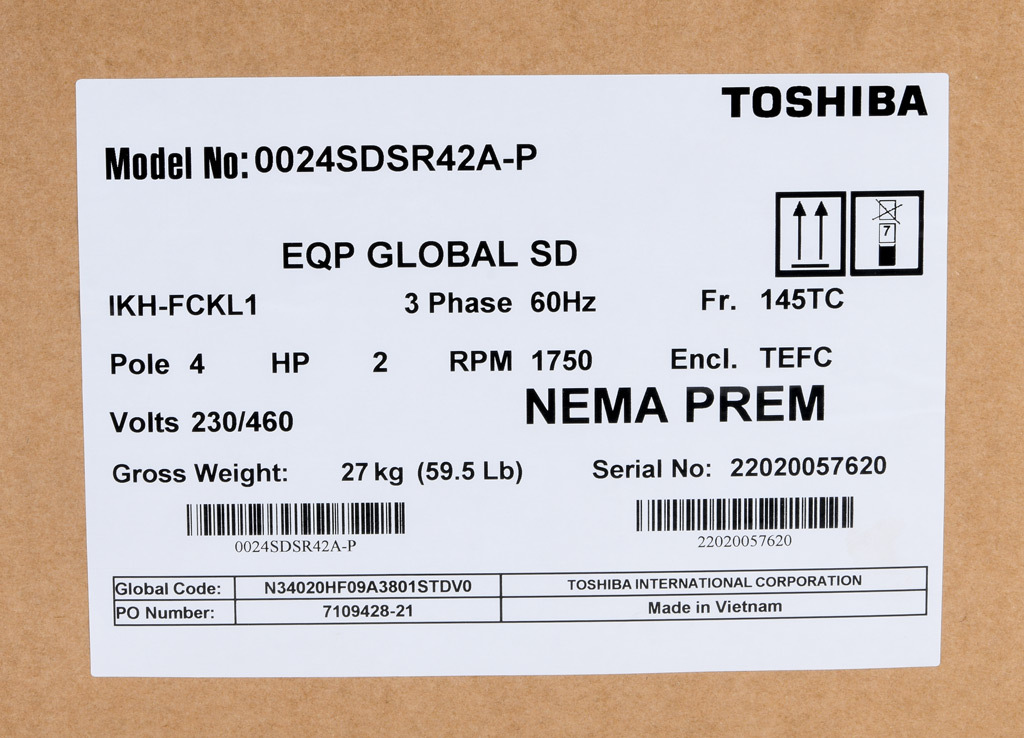 TOSHIBA
Model No: 0024SDSR42A-P
7
EQP GLOBAL SD
IKH-FCKL1 3 Phase 60Hz Fr. 145TC
Pole 4 HP 2 RPM 1750 Encl. TEFC
Volts 230/460 NEMA PREM
Gross Weight: 27 kg (59.5 Lb) Serial No: 22020057620
0024SDSR42A-P 22020057620
Global Code: N34020HF09A3801STDV0 TOSHIBA INTERNATIONAL CORPORATION
PO Number: 7109428-21 Made in Vietnam